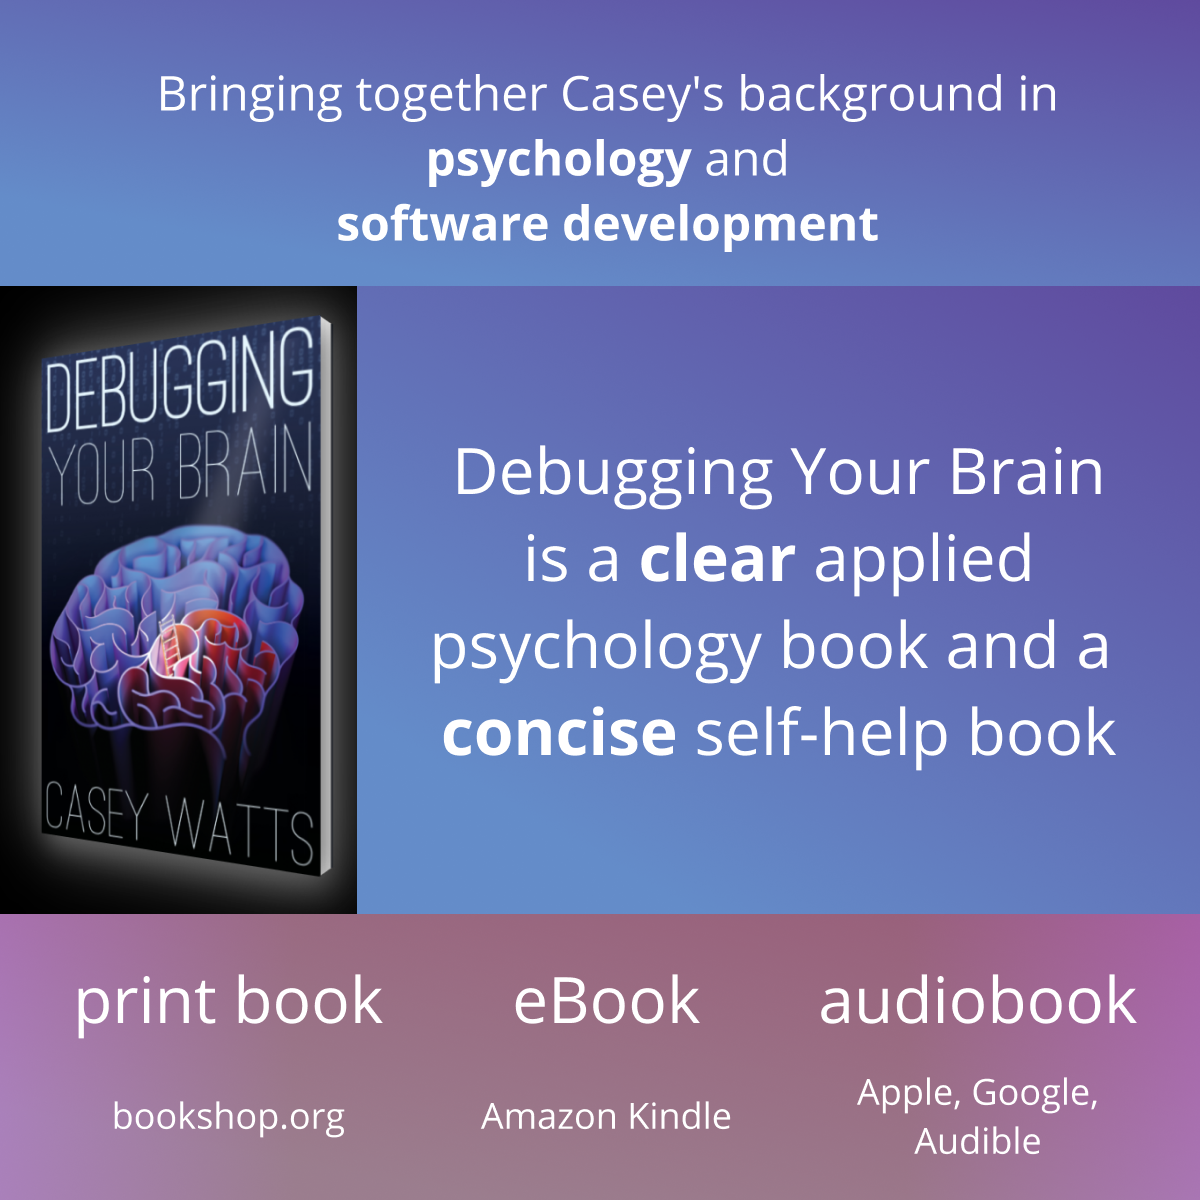 Bringing together Casey's background in
psychology and
software development
DEBUGGING
YOUR BRAIN
CASEY WATTS
Debugging Your Brain
is a clear applied
psychology book and a
concise self-help book
print book
bookshop.org
eBook
Amazon Kindle
audiobook
Apple, Google,
Audible